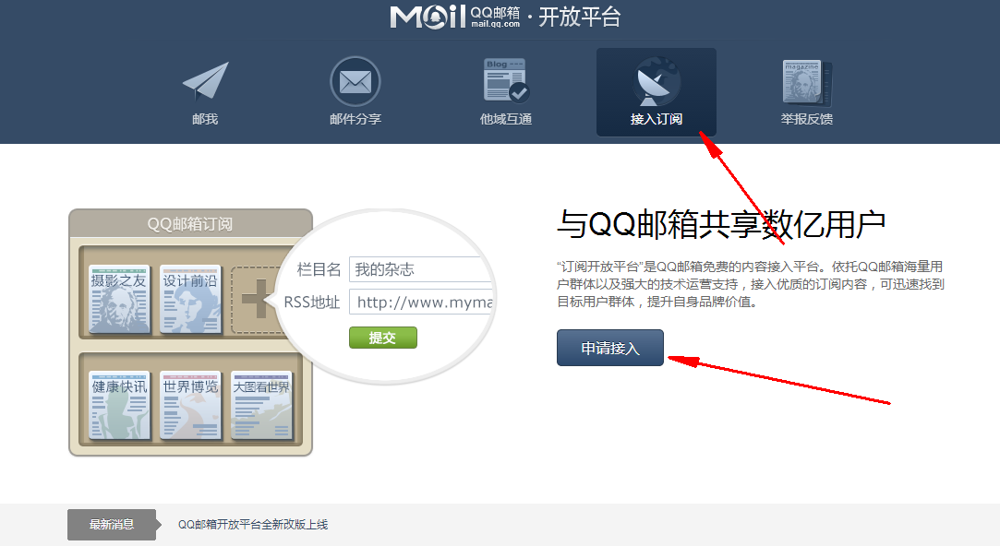 Mail QQ邮箱 mail.qq.com · 开放平台
邮我
邮件分享
Blog
他域互通
接入订阅
magazine
举报反馈
QQ邮箱订阅
摄影之友
设计前沿
健康快讯
世界博览
大图看世界
栏目名 我的杂志
RSS地址 http://www.myma
提交
与QQ邮箱共享数亿用户
“订阅开放平台”是QQ邮箱免费的内容接入平台。依托QQ邮箱海量用
户群体以及强大的技术运营支持，接入优质的订阅内容，可迅速找到
目标用户群体，提升自身品牌价值。
申请接入
最新消息 QQ邮箱开放平台全新改版上线